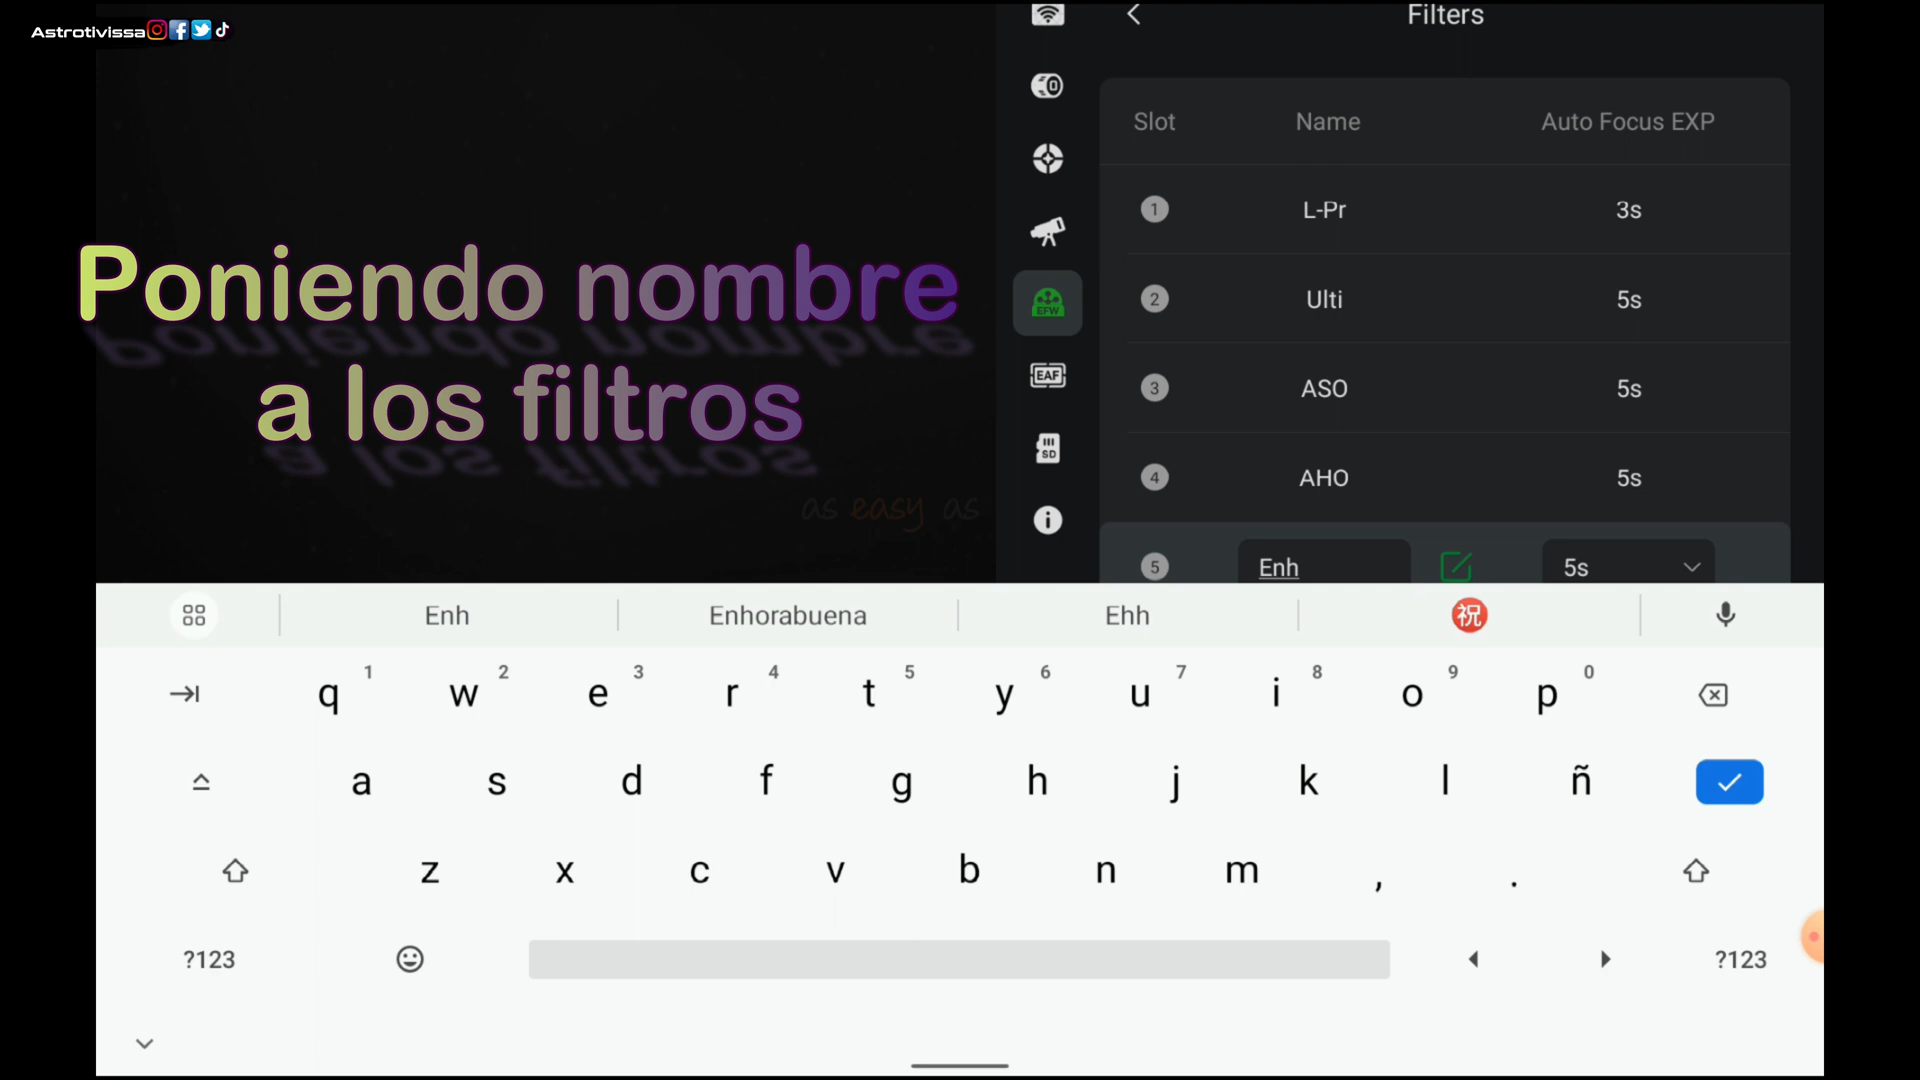 Astrotivissa
Poniendo nombre
a los filtros
as easy as
Filters
Slot Name Auto Focus EXP
1 L-Pr 3s
2 Ulti 5s
3 ASO 5s
4 AHO 5s
5 Enh 5s
EFW
EAF
SD
Enh Enhorabuena Ehh 祝
q 1 w 2 e 3 r 4 t 5 y 6 u 7 i 8 o 9 p 0
a s d f g h j k l ñ
z x c v b n m , .
?123 ?123